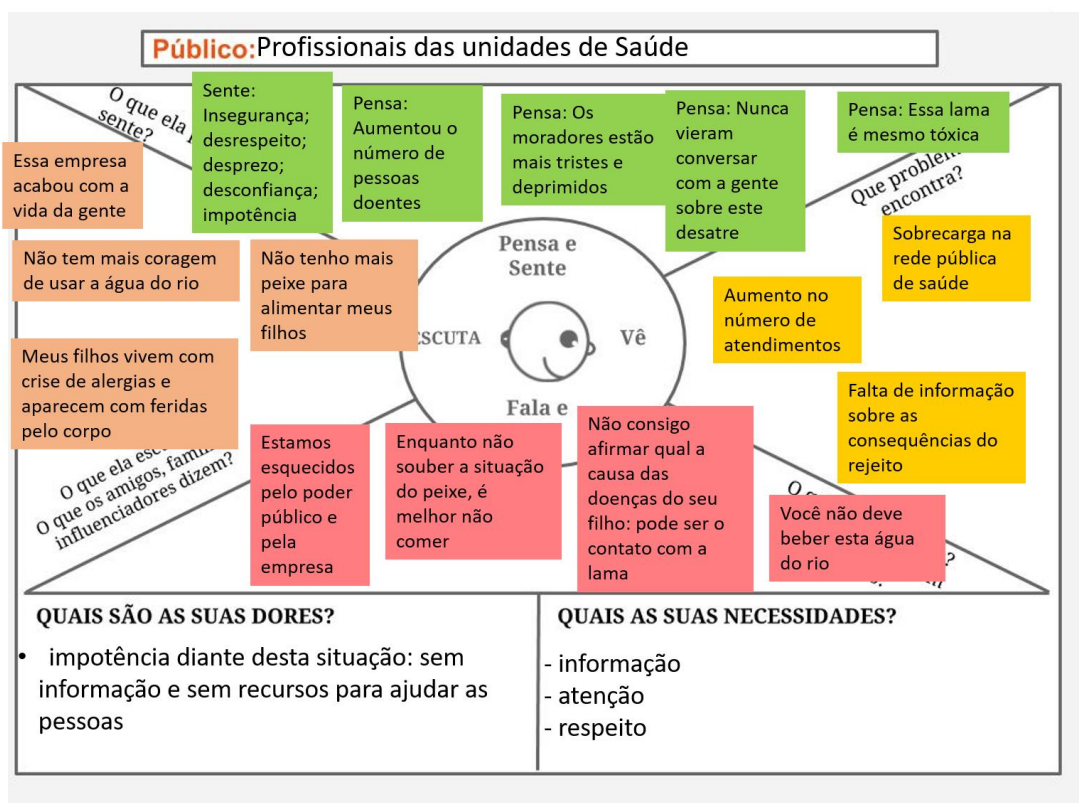 Público: Profissionais das unidades de Saúde
O que ela
sente?
Sente:
Insegurança;
desrespeito;
desprezo;
desconfiança;
impotência
Pensa:
Aumentou o
número de
pessoas
doentes
Pensa: Os
moradores estão
mais tristes e
deprimidos
Pensa: Nunca
vieram
conversar
com a gente
sobre este
desatre
Pensa: Essa lama
é mesmo tóxica
Essa empresa
acabou com a
vida da gente
Não tem mais coragem
de usar a água do rio
Não tenho mais
peixe para
alimentar meus
filhos
Meus filhos vivem com
crise de alergias e
aparecem com feridas
pelo corpo
O que ela
O que os amigos,
influenciadores dizem?
Pensa e
Sente
ESCUTA
Vê
Fala e
Que
encontra?
Sobrecarga na
rede pública
de saúde
Aumento no
número de
atendimentos
Falta de informação
sobre as
consequências do
rejeito
Estamos
esquecidos
pelo poder
público e
pela
empresa
Enquanto não
souber a situação
do peixe, é
melhor não
comer
Não consigo
afirmar qual a
causa das
doenças do seu
filho: pode ser o
contato com a
lama
Você não deve
beber esta água
do rio
QUAIS SÃO AS SUAS DORES?
• impotência diante desta situação: sem
informação e sem recursos para ajudar as
pessoas
QUAIS AS SUAS NECESSIDADES?
- informação
- atenção
- respeito